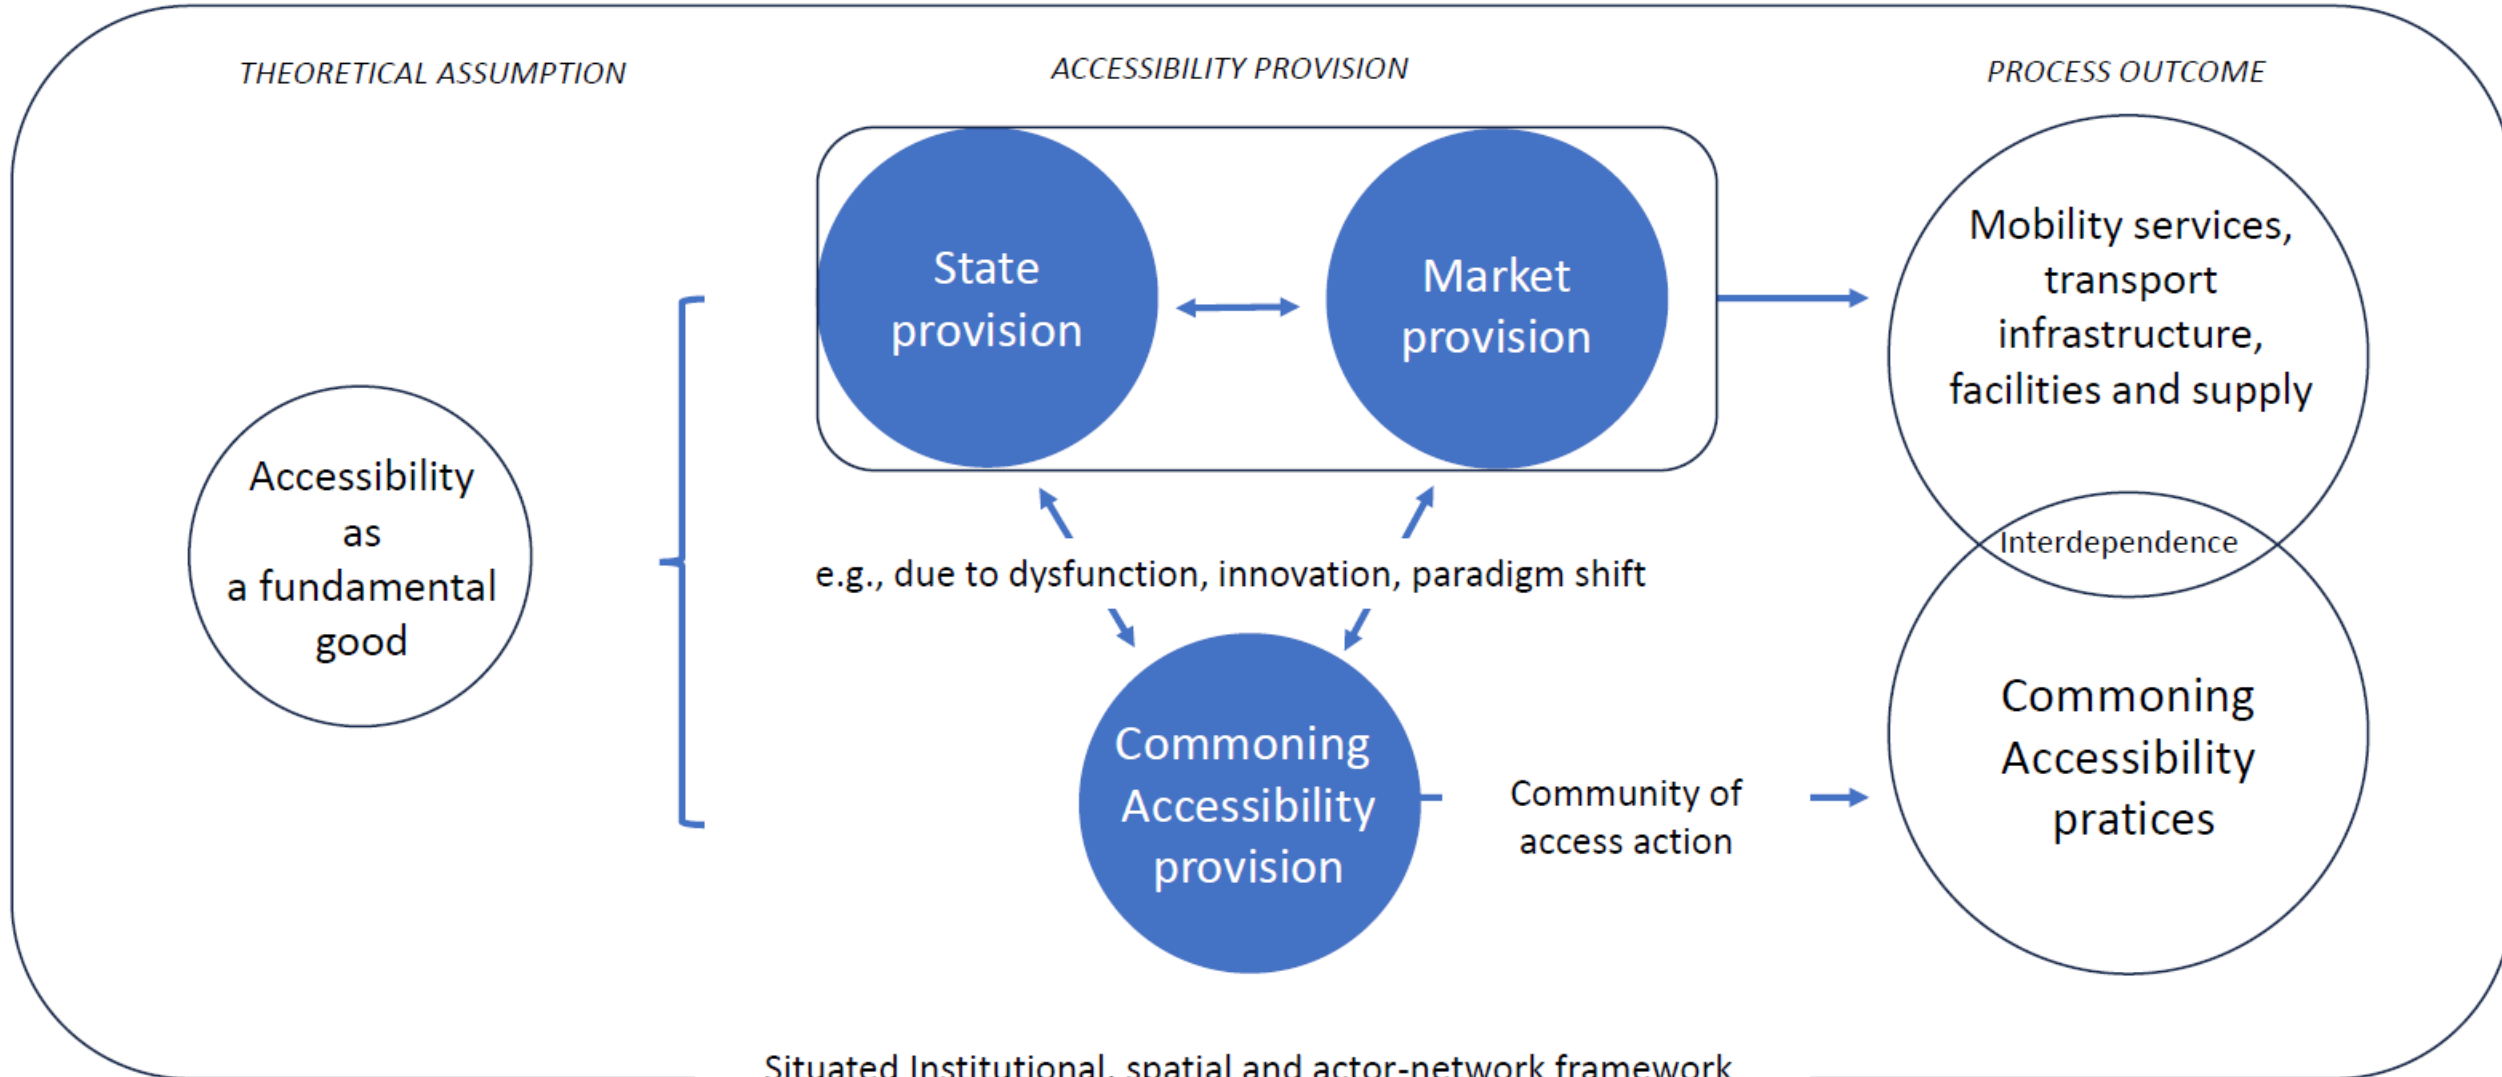 THEORETICAL ASSUMPTION
ACCESSIBILITY PROVISION
PROCESS OUTCOME
Accessibility
as
a fundamental
good
State
provision
Market
provision
e.g., due to dysfunction, innovation, paradigm shift
Commoning
Accessibility
provision
Community of
access action
Mobility services,
transport
infrastructure,
facilities and supply
Interdependence
Commoning
Accessibility
pratices
Situated Institutional, spatial and actor-network framework